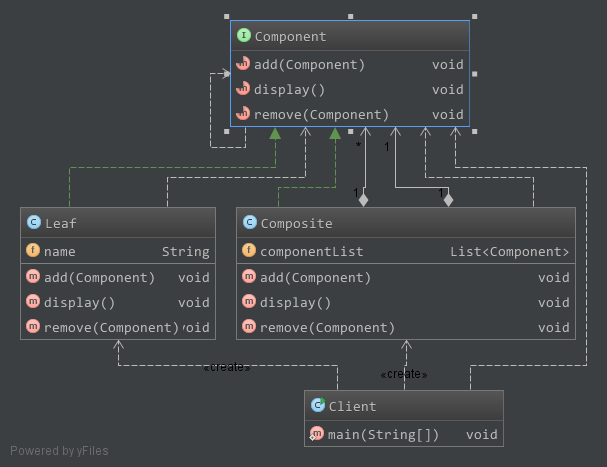 Component
add(Component) void
display() void
remove(Component) void
* 1
1 1
Leaf
name String
add(Component) void
display() void
remove(Component) void
Composite
componentList List<Component>
add(Component) void
display() void
remove(Component) void
«create» «create»
Client
main(String[]) void
Powered by yFiles